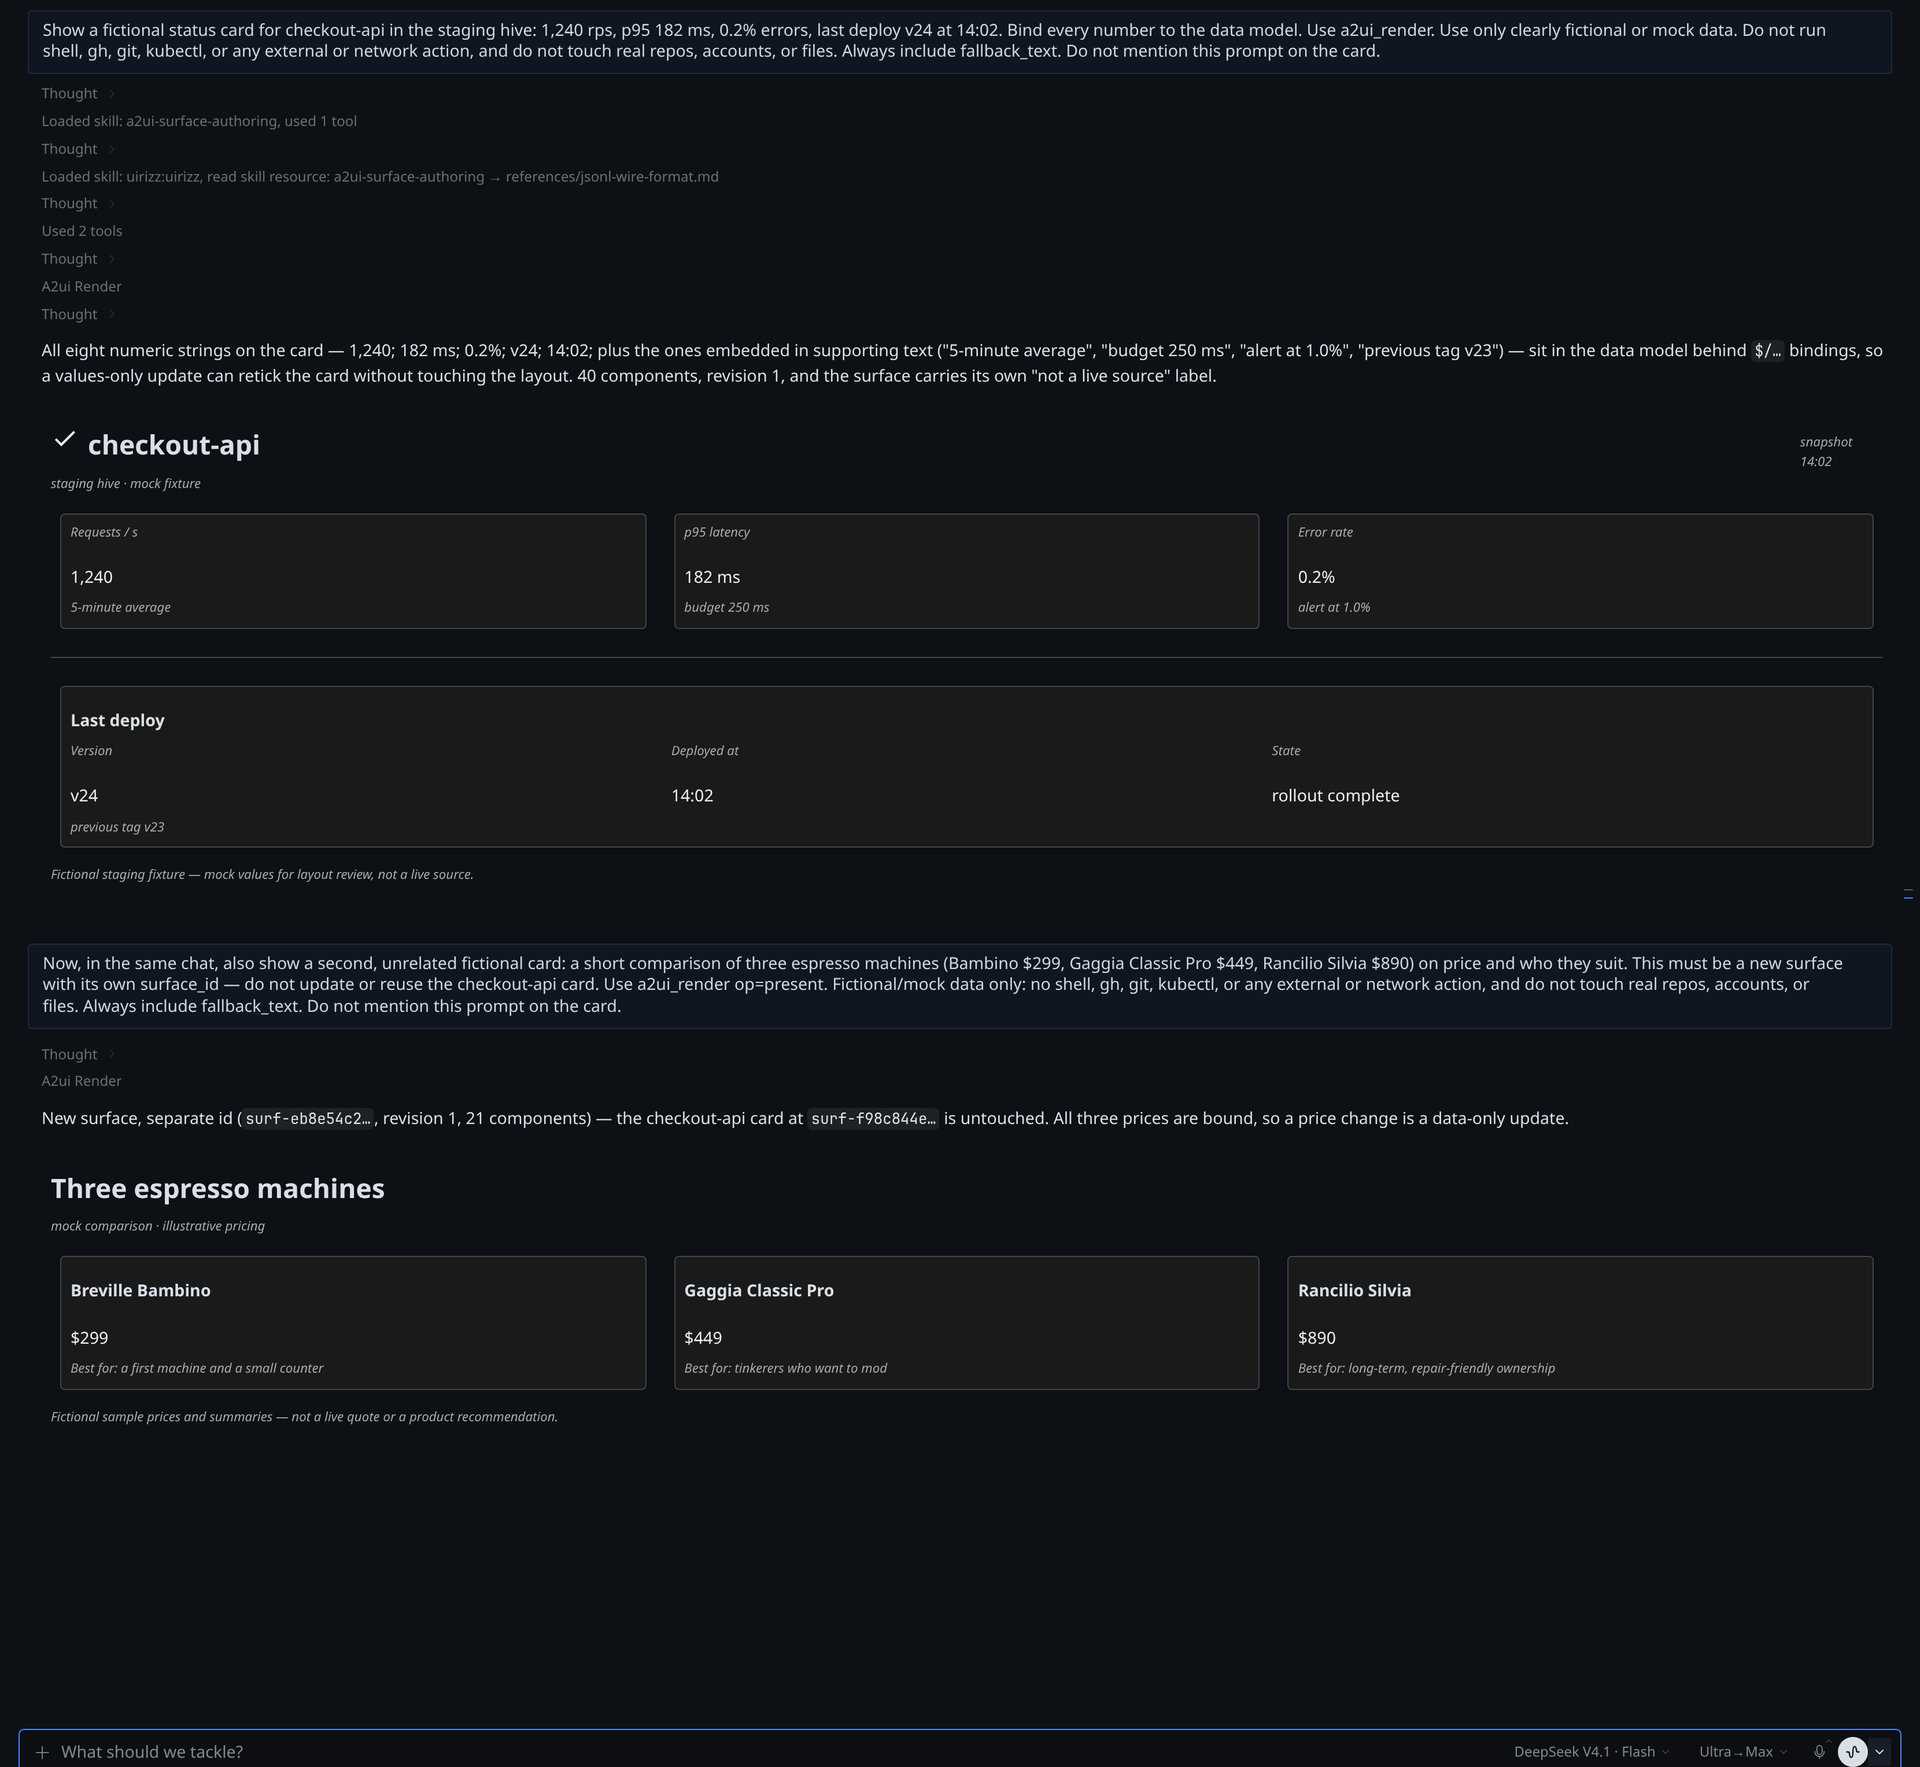 Show a fictional status card for checkout-api in the staging hive: 1,240 rps, p95 182 ms, 0.2% errors, last deploy v24 at 14:02. Bind every number to the data model. Use a2ui_render. Use only clearly fictional or mock data. Do not run
shell, gh, git, kubectl, or any external or network action, and do not touch real repos, accounts, or files. Always include fallback_text. Do not mention this prompt on the card.
Thought
Loaded skill: a2ui-surface-authoring, used 1 tool
Thought
Loaded skill: uirizz:uirizz, read skill resource: a2ui-surface-authoring → references/jsonl-wire-format.md
Thought
Used 2 tools
Thought
A2ui Render
Thought
All eight numeric strings on the card — 1,240; 182 ms; 0.2%; v24; 14:02; plus the ones embedded in supporting text ("5-minute average", "budget 250 ms", "alert at 1.0%", "previous tag v23") — sit in the data model behind $/… bindings, so
a values-only update can retick the card without touching the layout. 40 components, revision 1, and the surface carries its own "not a live source" label.
checkout-api
snapshot
14:02
staging hive · mock fixture
Requests / s
1,240
5-minute average
p95 latency
182 ms
budget 250 ms
Error rate
0.2%
alert at 1.0%
Last deploy
Version
v24
previous tag v23
Deployed at
14:02
State
rollout complete
Fictional staging fixture — mock values for layout review, not a live source.
Now, in the same chat, also show a second, unrelated fictional card: a short comparison of three espresso machines (Bambino $299, Gaggia Classic Pro $449, Rancilio Silvia $890) on price and who they suit. This must be a new surface
with its own surface_id — do not update or reuse the checkout-api card. Use a2ui_render op=present. Fictional/mock data only: no shell, gh, git, kubectl, or any external or network action, and do not touch real repos, accounts, or
files. Always include fallback_text. Do not mention this prompt on the card.
Thought
A2ui Render
New surface, separate id (surf-eb8e54c2…, revision 1, 21 components) — the checkout-api card at surf-f98c844e… is untouched. All three prices are bound, so a price change is a data-only update.
Three espresso machines
mock comparison · illustrative pricing
Breville Bambino
$299
Best for: a first machine and a small counter
Gaggia Classic Pro
$449
Best for: tinkerers who want to mod
Rancilio Silvia
$890
Best for: long-term, repair-friendly ownership
Fictional sample prices and summaries — not a live quote or a product recommendation.
What should we tackle?
DeepSeek V4.1 · Flash
Ultra→Max